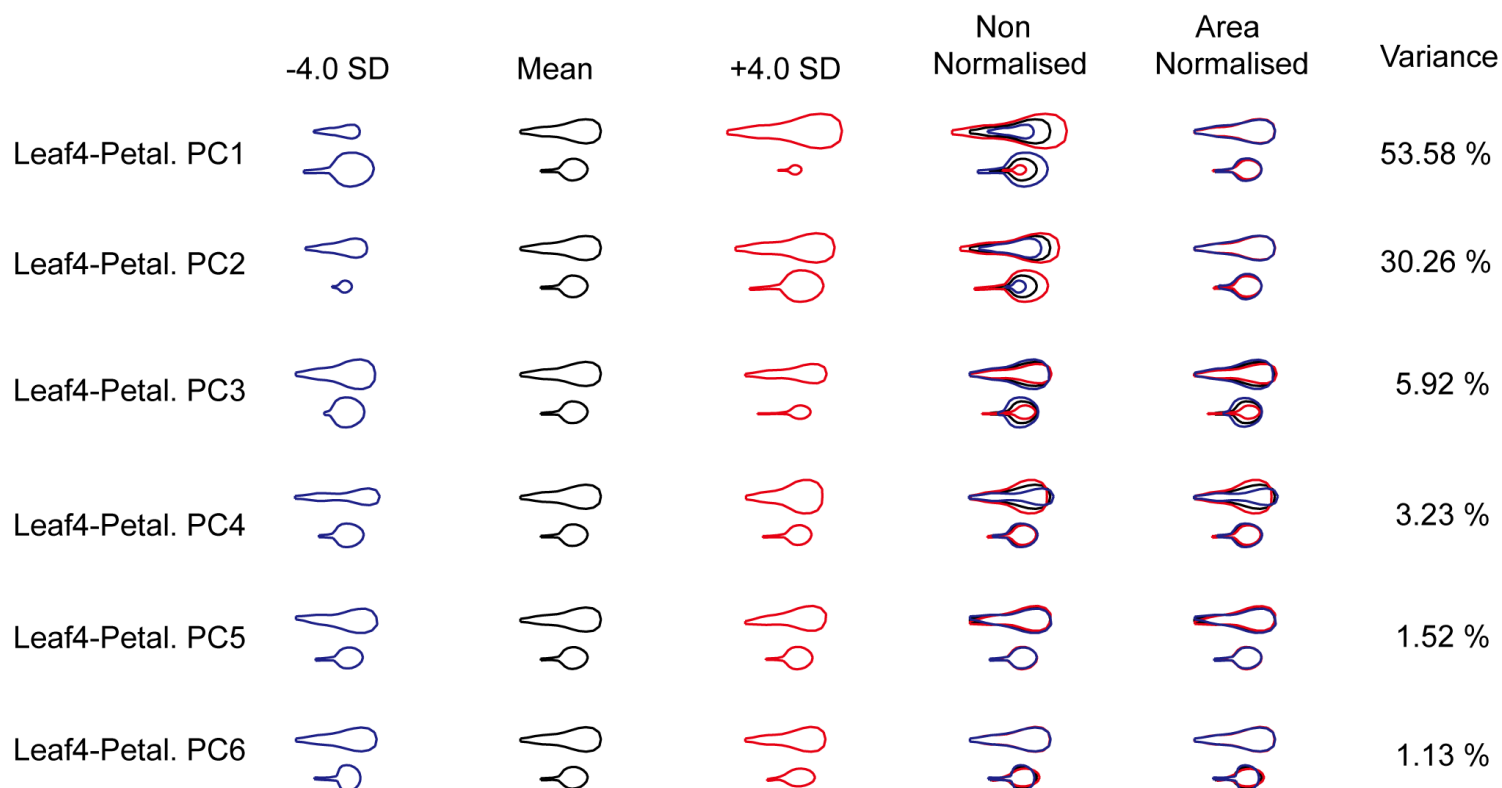 -4.0 SD Mean +4.0 SD Non Normalised Area Normalised Variance
Leaf4-Petal. PC1 53.58 %
Leaf4-Petal. PC2 30.26 %
Leaf4-Petal. PC3 5.92 %
Leaf4-Petal. PC4 3.23 %
Leaf4-Petal. PC5 1.52 %
Leaf4-Petal. PC6 1.13 %